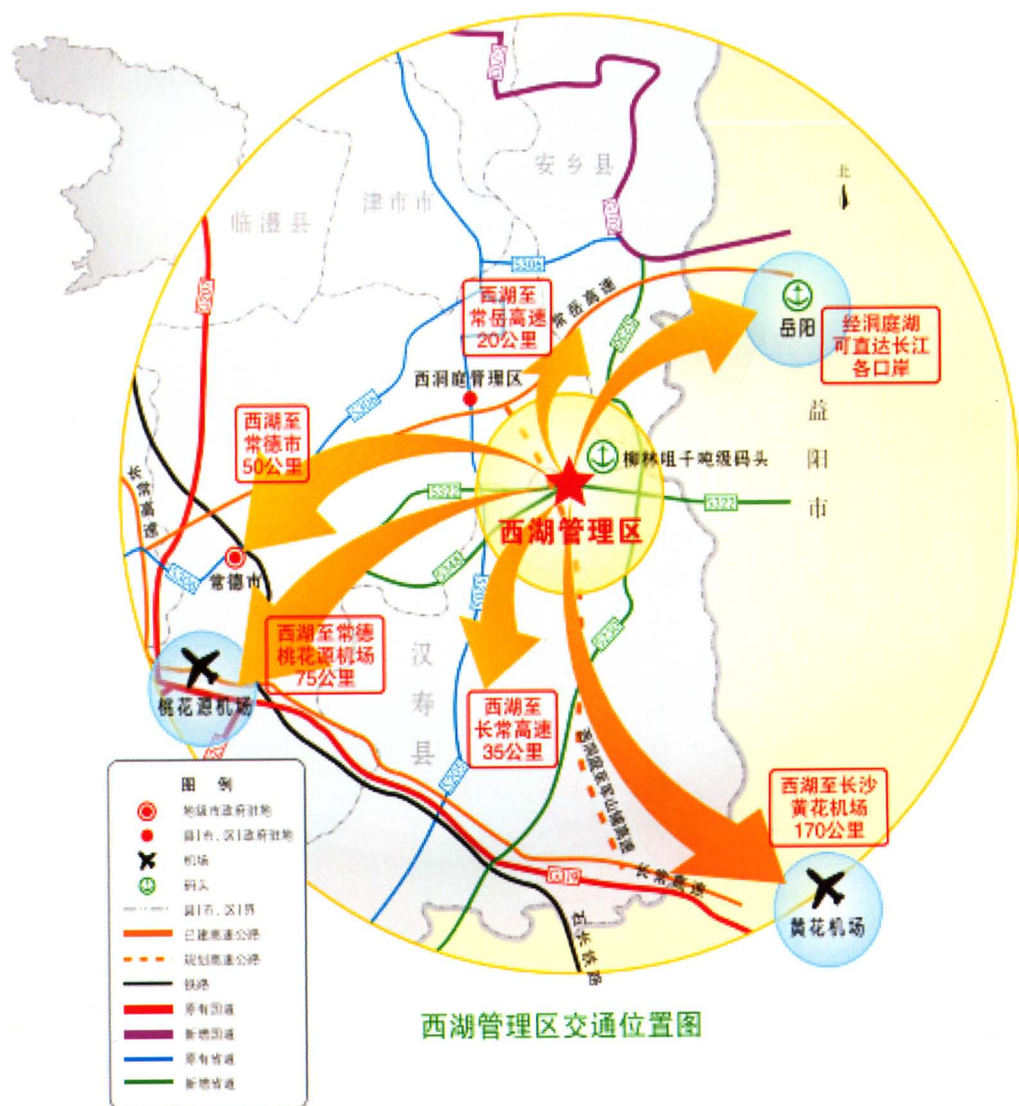 安乡县
北
津市市
临澧县
S305
西湖至
常岳高速
20公里
常岳高速
岳阳
经洞庭湖
可直达长江
各口岸
益阳市
西洞庭管理区
西湖至
常德市
50公里
柳林咀千吨级码头
S322
S322
西湖管理区
常德市
西湖至常德
桃花源机场
75公里
桃花源机场
汉寿县
S205
西湖至
长常高速
35公里
西湖至长沙
黄花机场
170公里
长常高速
G319
黄花机场
图 例
地级市政府驻地
县(市、区)政府驻地
机场
码头
县(市、区)界
已建高速公路
规划高速公路
铁路
原有国道
新增国道
原有省道
新增省道
西湖管理区交通位置图